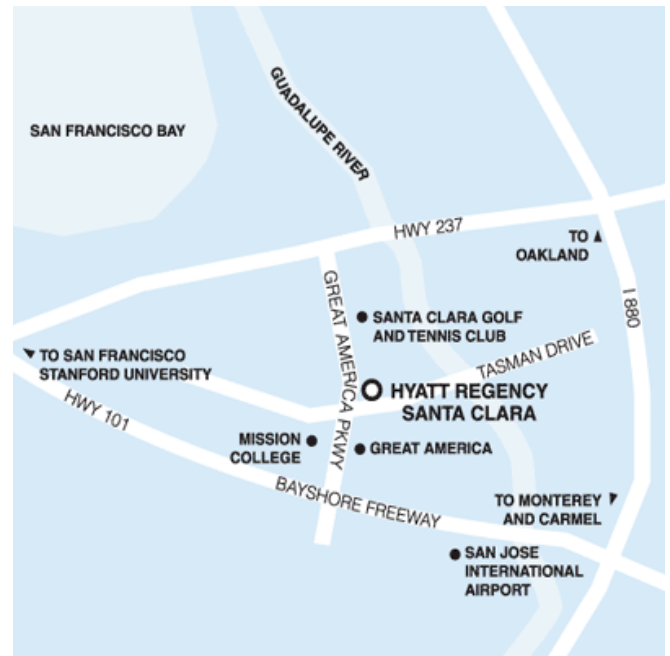 SAN FRANCISCO BAY
GUADALUPE RIVER
HWY 237
TO
OAKLAND
I 880
GREAT AMERICA PKWY
SANTA CLARA GOLF
AND TENNIS CLUB
TASMAN DRIVE
TO SAN FRANCISCO
STANFORD UNIVERSITY
HYATT REGENCY
SANTA CLARA
HWY 101
MISSION
COLLEGE
GREAT AMERICA
BAYSHORE FREEWAY
TO MONTEREY
AND CARMEL
SAN JOSE
INTERNATIONAL
AIRPORT